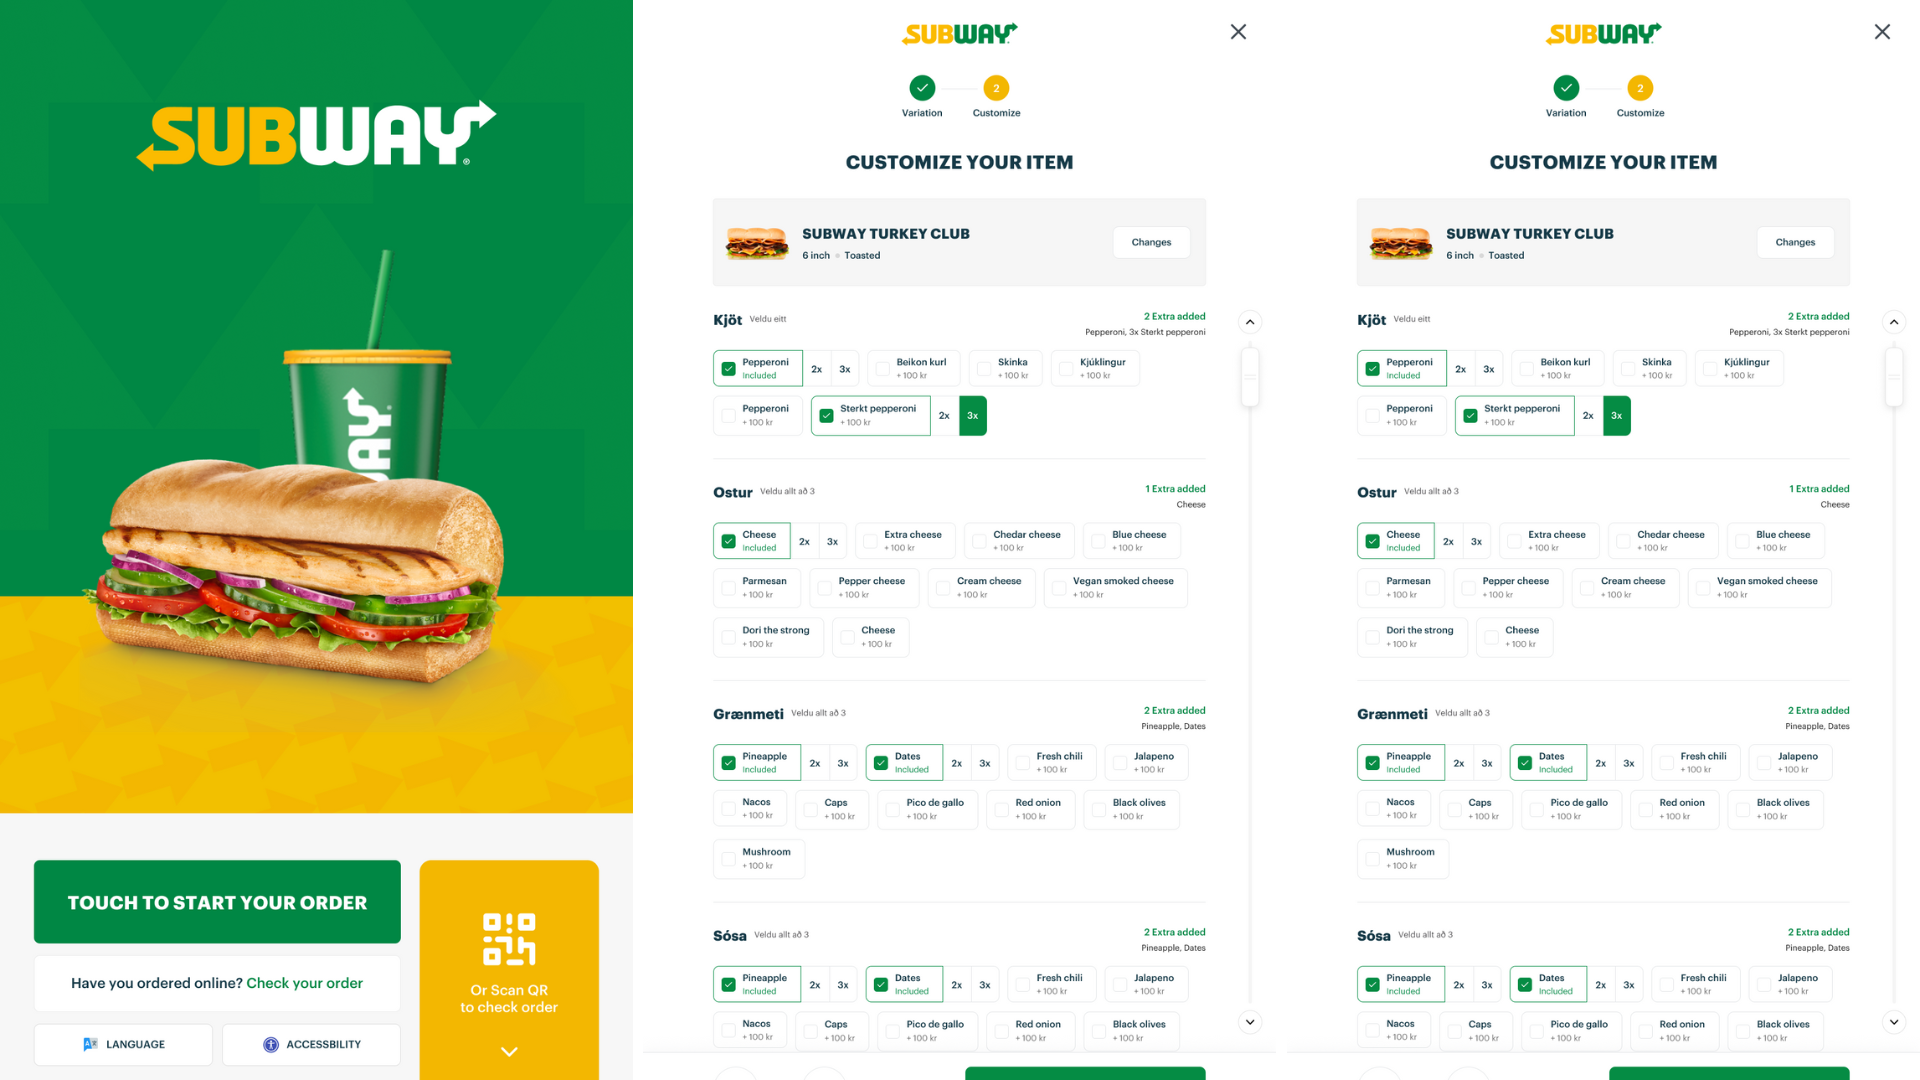 SUBWAY
WAY
TOUCH TO START YOUR ORDER
Have you ordered online? Check your order
LANGUAGE
ACCESSBILITY
Or Scan QR
to check order
SUBWAY
2
Variation
Customize
CUSTOMIZE YOUR ITEM
SUBWAY TURKEY CLUB
6 inch Toasted
Changes
Kjöt Veldu eitt
2 Extra added
Pepperoni, 3x Sterkt pepperoni
Pepperoni 2x 3x Beikon kurl Skinka Kjúklingur
Included + 100 kr + 100 kr + 100 kr
Pepperoni Sterkt pepperoni 2x 3x
+ 100 kr + 100 kr
Ostur Veldu allt að 3
1 Extra added
Cheese
Cheese 2x 3x Extra cheese Chedar cheese Blue cheese
Included + 100 kr + 100 kr + 100 kr
Parmesan Pepper cheese Cream cheese Vegan smoked cheese
+ 100 kr + 100 kr + 100 kr + 100 kr
Dori the strong Cheese
+ 100 kr + 100 kr
Grænmeti Veldu allt að 3
2 Extra added
Pineapple, Dates
Pineapple 2x 3x Dates 2x 3x Fresh chili Jalapeno
Included Included + 100 kr + 100 kr
Nacos Caps Pico de gallo Red onion Black olives
+ 100 kr + 100 kr + 100 kr + 100 kr + 100 kr
Mushroom
+ 100 kr
Sósa Veldu allt að 3
2 Extra added
Pineapple, Dates
Pineapple 2x 3x Dates 2x 3x Fresh chili Jalapeno
Included Included + 100 kr + 100 kr
Nacos Caps Pico de gallo Red onion Black olives
+ 100 kr + 100 kr + 100 kr + 100 kr + 100 kr
SUBWAY
2
Variation
Customize
CUSTOMIZE YOUR ITEM
SUBWAY TURKEY CLUB
6 inch Toasted
Changes
Kjöt Veldu eitt
2 Extra added
Pepperoni, 3x Sterkt pepperoni
Pepperoni 2x 3x Beikon kurl Skinka Kjúklingur
Included + 100 kr + 100 kr + 100 kr
Pepperoni Sterkt pepperoni 2x 3x
+ 100 kr + 100 kr
Ostur Veldu allt að 3
1 Extra added
Cheese
Cheese 2x 3x Extra cheese Chedar cheese Blue cheese
Included + 100 kr + 100 kr + 100 kr
Parmesan Pepper cheese Cream cheese Vegan smoked cheese
+ 100 kr + 100 kr + 100 kr + 100 kr
Dori the strong Cheese
+ 100 kr + 100 kr
Grænmeti Veldu allt að 3
2 Extra added
Pineapple, Dates
Pineapple 2x 3x Dates 2x 3x Fresh chili Jalapeno
Included Included + 100 kr + 100 kr
Nacos Caps Pico de gallo Red onion Black olives
+ 100 kr + 100 kr + 100 kr + 100 kr + 100 kr
Mushroom
+ 100 kr
Sósa Veldu allt að 3
2 Extra added
Pineapple, Dates
Pineapple 2x 3x Dates 2x 3x Fresh chili Jalapeno
Included Included + 100 kr + 100 kr
Nacos Caps Pico de gallo Red onion Black olives
+ 100 kr + 100 kr + 100 kr + 100 kr + 100 kr